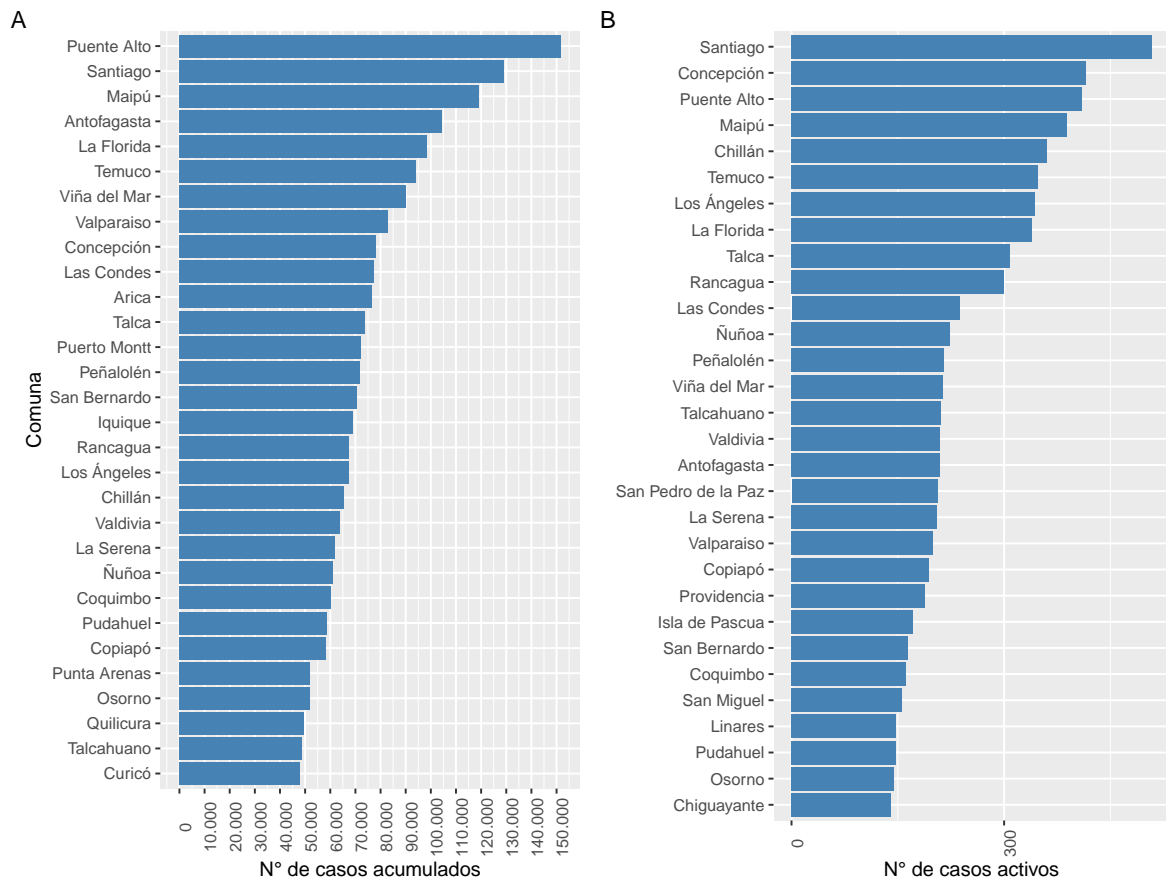 A
Puente Alto
Santiago
Maipú
Antofagasta
La Florida
Temuco
Viña del Mar
Valparaiso
Concepción
Las Condes
Arica
Talca
Puerto Montt
Peñalolén
San Bernardo
Iquique
Rancagua
Los Ángeles
Chillán
Valdivia
La Serena
Ñuñoa
Coquimbo
Pudahuel
Copiapó
Punta Arenas
Osorno
Quilicura
Talcahuano
Curicó
Comuna
0
10.000
20.000
30.000
40.000
50.000
60.000
70.000
80.000
90.000
100.000
110.000
120.000
130.000
140.000
150.000
N° de casos acumulados
B
Santiago
Concepción
Puente Alto
Maipú
Chillán
Temuco
Los Ángeles
La Florida
Talca
Rancagua
Las Condes
Ñuñoa
Peñalolén
Viña del Mar
Talcahuano
Valdivia
Antofagasta
San Pedro de la Paz
La Serena
Valparaiso
Copiapó
Providencia
Isla de Pascua
San Bernardo
Coquimbo
San Miguel
Linares
Pudahuel
Osorno
Chiguayante
0
300
N° de casos activos